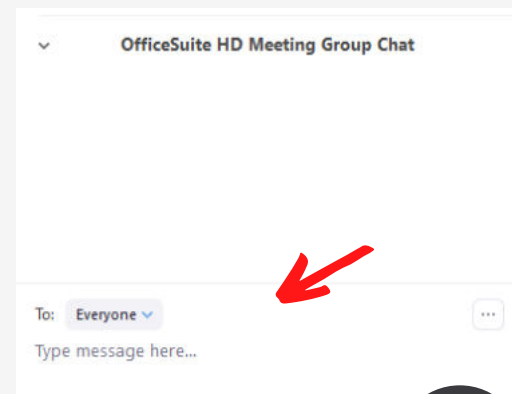 OfficeSuite HD Meeting Group Chat
To: Everyone
Type message here...